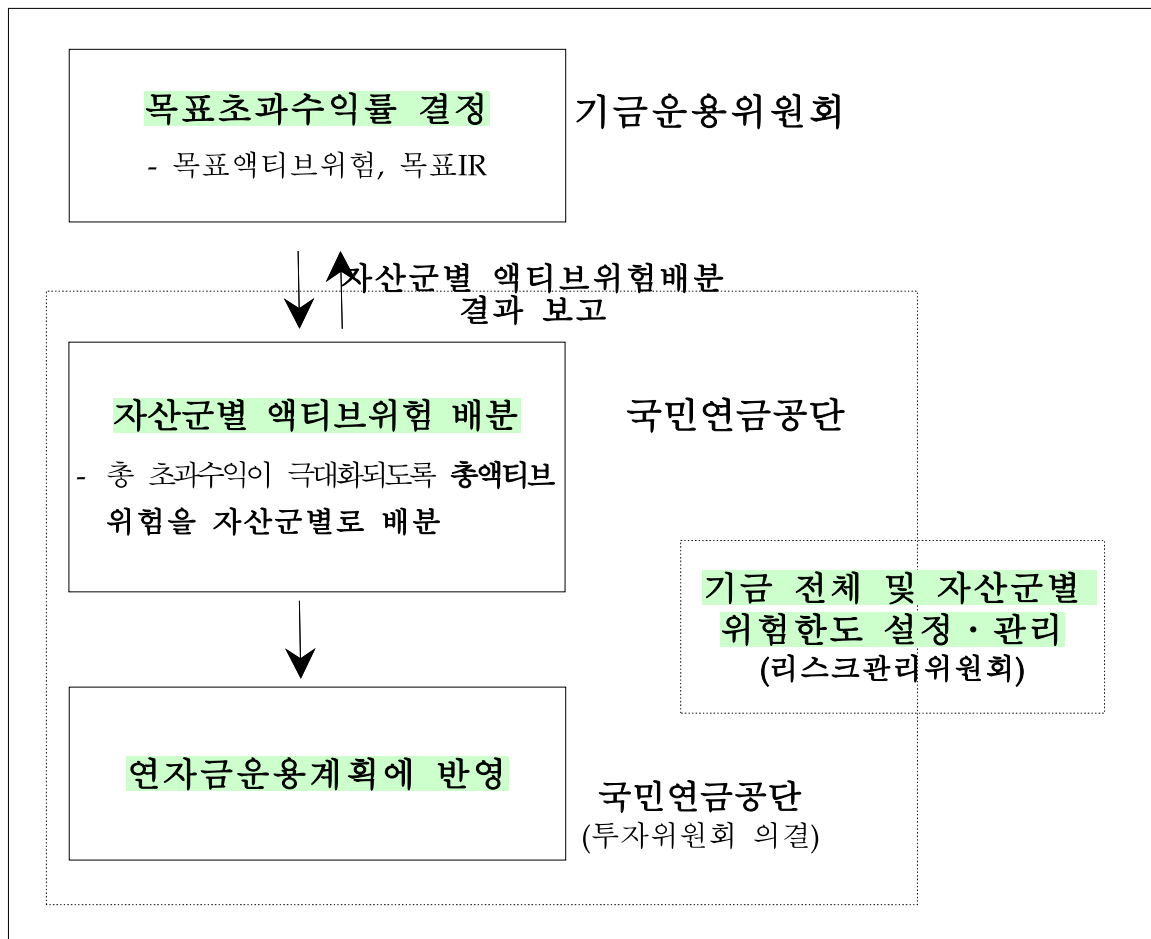 목표초과수익률 결정
- 목표액티브위험, 목표IR
기금운용위원회
자산군별 액티브위험배분
결과 보고
자산군별 액티브위험 배분
- 총 초과수익이 극대화되도록 총액티브
위험을 자산군별로 배분
국민연금공단
기금 전체 및 자산군별
위험한도 설정·관리
(리스크관리위원회)
연자금운용계획에 반영
국민연금공단
(투자위원회 의결)